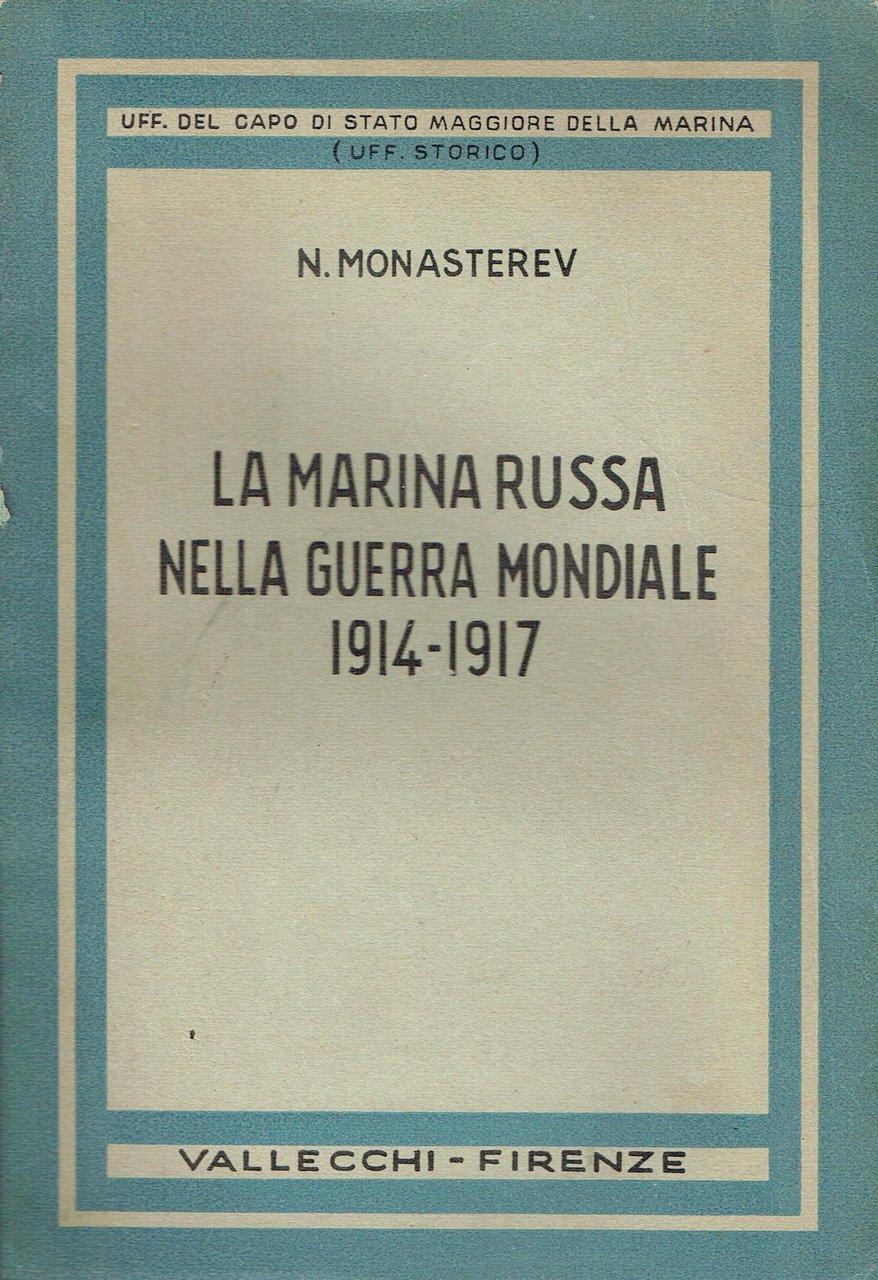 UFF. DEL CAPO DI STATO MAGGIORE DELLA MARINA
(UFF. STORICO)
N. MONASTEREV
LA MARINA RUSSA
NELLA GUERRA MONDIALE
1914-1917
VALLECCHI - FIRENZE